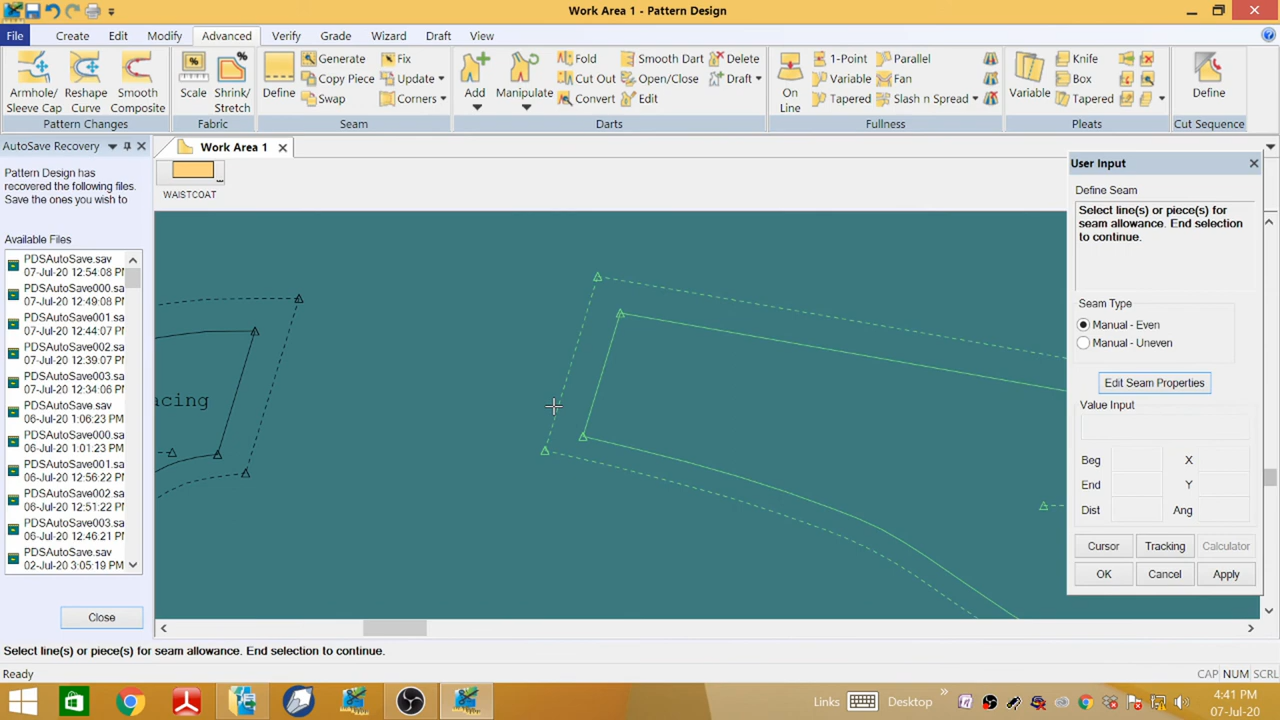 Work Area 1 - Pattern Design
File Create Edit Pattern Modify Advanced Verify Grade Wizard Draft View
Armhole/ Sleeve Cap
Reshape Curve
Smooth Composite
Pattern Changes
Scale
Shrink/ Stretch
Fabric
Define
Generate
Copy Piece
Swap
Fix
Update
Corners
Seam
Add
Manipulate
Fold
Cut Out
Convert
Smooth Dart
Open/Close
Edit
Delete
Draft
Darts
On Line
1-Point
Variable
Tapered
Parallel
Fan
Slash n Spread
Fullness
Variable
Knife
Box
Tapered
Pleats
Define
Cut Sequence
AutoSave Recovery
Pattern Design has
recovered the following files.
Save the ones you wish to
Available Files
PDSAutoSave.sav
07-Jul-20 12:54:08 PM
PDSAutoSave000.sa
07-Jul-20 12:49:08 PM
PDSAutoSave001.sa
07-Jul-20 12:44:07 PM
PDSAutoSave002.sa
07-Jul-20 12:39:07 PM
PDSAutoSave003.sa
07-Jul-20 12:34:06 PM
PDSAutoSave.sav
06-Jul-20 1:06:23 PM
PDSAutoSave000.sa
06-Jul-20 1:01:23 PM
PDSAutoSave001.sa
06-Jul-20 12:56:22 PM
PDSAutoSave002.sa
06-Jul-20 12:51:22 PM
PDSAutoSave003.sa
06-Jul-20 12:46:21 PM
PDSAutoSave.sav
02-Jul-20 3:05:19 PM
Close
Work Area 1
WAISTCOAT
acing
User Input
Define Seam
Select line(s) or piece(s) for
seam allowance. End selection
to continue.
Seam Type
Manual - Even
Manual - Uneven
Edit Seam Properties
Value Input
Beg X
End Y
Dist Ang
Cursor Tracking Calculator
OK Cancel Apply
Select line(s) or piece(s) for seam allowance. End selection to continue.
Ready
CAP NUM SCRL
Links
Desktop
4:41 PM
07-Jul-20